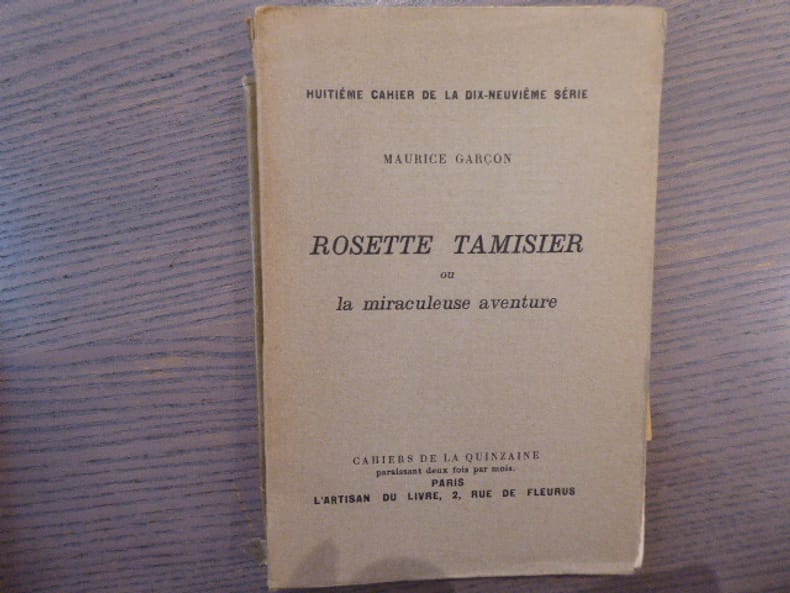 HUITIÉME CAHIER DE LA DIX-NEUVIÈME SÉRIE
MAURICE GARÇON
ROSETTE TAMISIER
ou
la miraculeuse aventure
CAHIERS DE LA QUINZAINE
paraissant deux fois par mois.
PARIS
L'ARTISAN DU LIVRE, 2, RUE DE FLEURUS